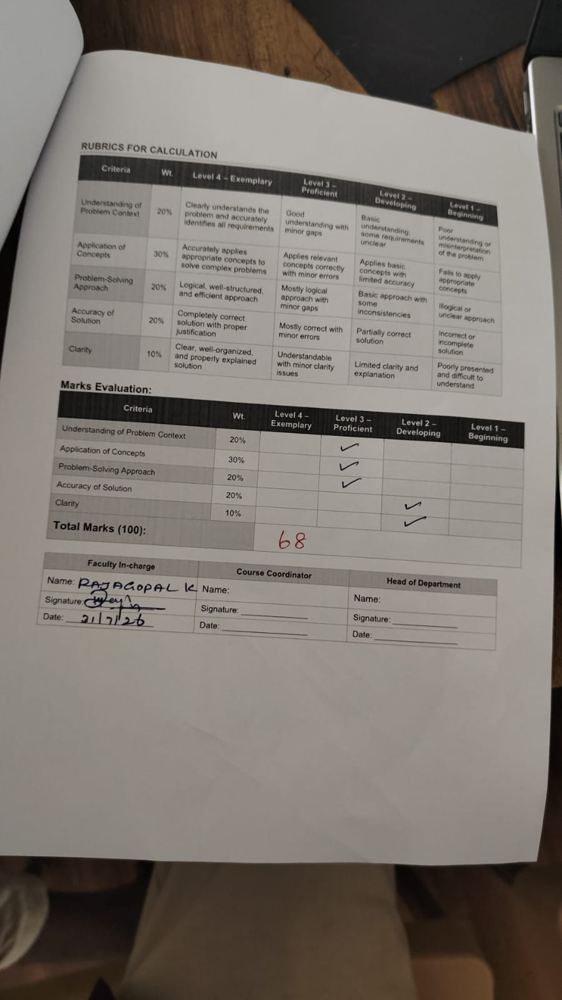 RUBRICS FOR CALCULATION
Criteria Wt. Level 4 – Exemplary Level 3 – Proficient Level 2 – Developing Level 1 – Beginning
Understanding of Problem Context 20% Clearly understands the problem and accurately identifies all requirements Good understanding with minor gaps Basic understanding; some requirements unclear Poor understanding or misinterpretation of the problem
Application of Concepts 30% Accurately applies appropriate concepts to solve complex problems Applies relevant concepts correctly with minor errors Applies basic concepts with limited accuracy Fails to apply appropriate concepts
Problem-Solving Approach 20% Logical, well-structured, and efficient approach Mostly logical approach with minor gaps Basic approach with some inconsistencies Illogical or unclear approach
Accuracy of Solution 20% Completely correct solution with proper justification Mostly correct with minor errors Partially correct solution Incorrect or incomplete solution
Clarity 10% Clear, well-organized, and properly explained solution Understandable with minor clarity issues Limited clarity and explanation Poorly presented and difficult to understand
Marks Evaluation:
Criteria Wt. Level 4 – Exemplary Level 3 – Proficient Level 2 – Developing Level 1 – Beginning
Understanding of Problem Context 20% ✓
Application of Concepts 30% ✓
Problem-Solving Approach 20% ✓
Accuracy of Solution 20% ✓
Clarity 10% ✓
Total Marks (100): 68
Faculty In-charge Course Coordinator Head of Department
Name: RAJAGOPAL K Name: Name:
Signature: Signature: Signature:
Date: 31/7/26 Date: Date: